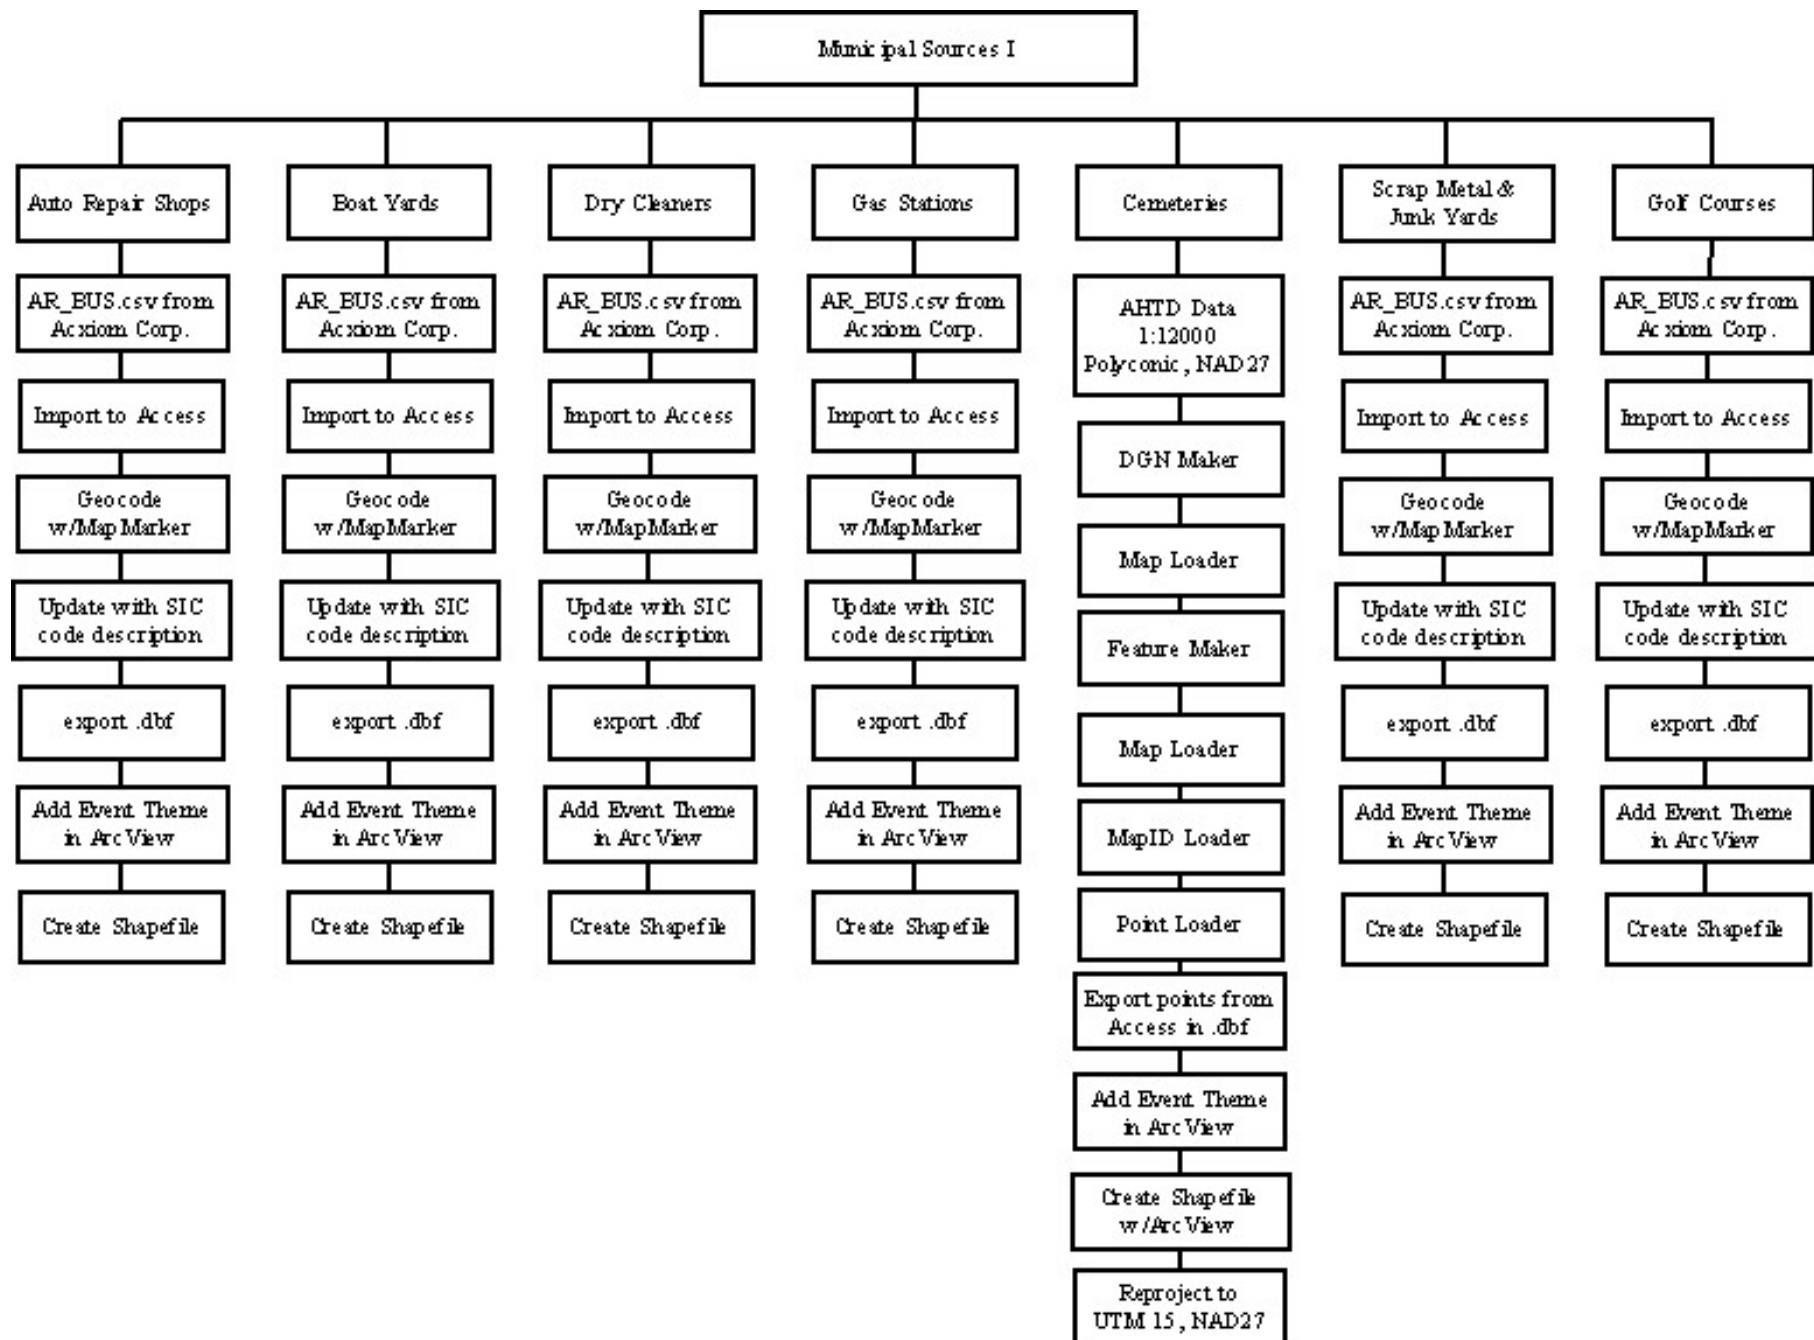 Municipal Sources I
Auto Repair Shops
AR_BUS.csv from
Acxiom Corp.
Import to Access
Geocode
w/MapMarker
Update with SIC
code description
export .dbf
Add Event Theme
in ArcView
Create Shapefile
Boat Yards
AR_BUS.csv from
Acxiom Corp.
Import to Access
Geocode
w/MapMarker
Update with SIC
code description
export .dbf
Add Event Theme
in ArcView
Create Shapefile
Dry Cleaners
AR_BUS.csv from
Acxiom Corp.
Import to Access
Geocode
w/MapMarker
Update with SIC
code description
export .dbf
Add Event Theme
in ArcView
Create Shapefile
Gas Stations
AR_BUS.csv from
Acxiom Corp.
Import to Access
Geocode
w/MapMarker
Update with SIC
code description
export .dbf
Add Event Theme
in ArcView
Create Shapefile
Cemeteries
AHTD Data
1:12000
Polyconic, NAD27
DGN Maker
Map Loader
Feature Maker
Map Loader
MapID Loader
Point Loader
Export points from
Access in .dbf
Add Event Theme
in ArcView
Create Shapefile
w/ArcView
Reproject to
UTM 15, NAD27
Scrap Metal &
Junk Yards
AR_BUS.csv from
Acxiom Corp.
Import to Access
Geocode
w/MapMarker
Update with SIC
code description
export .dbf
Add Event Theme
in ArcView
Create Shapefile
Golf Courses
AR_BUS.csv from
Acxiom Corp.
Import to Access
Geocode
w/MapMarker
Update with SIC
code description
export .dbf
Add Event Theme
in ArcView
Create Shapefile